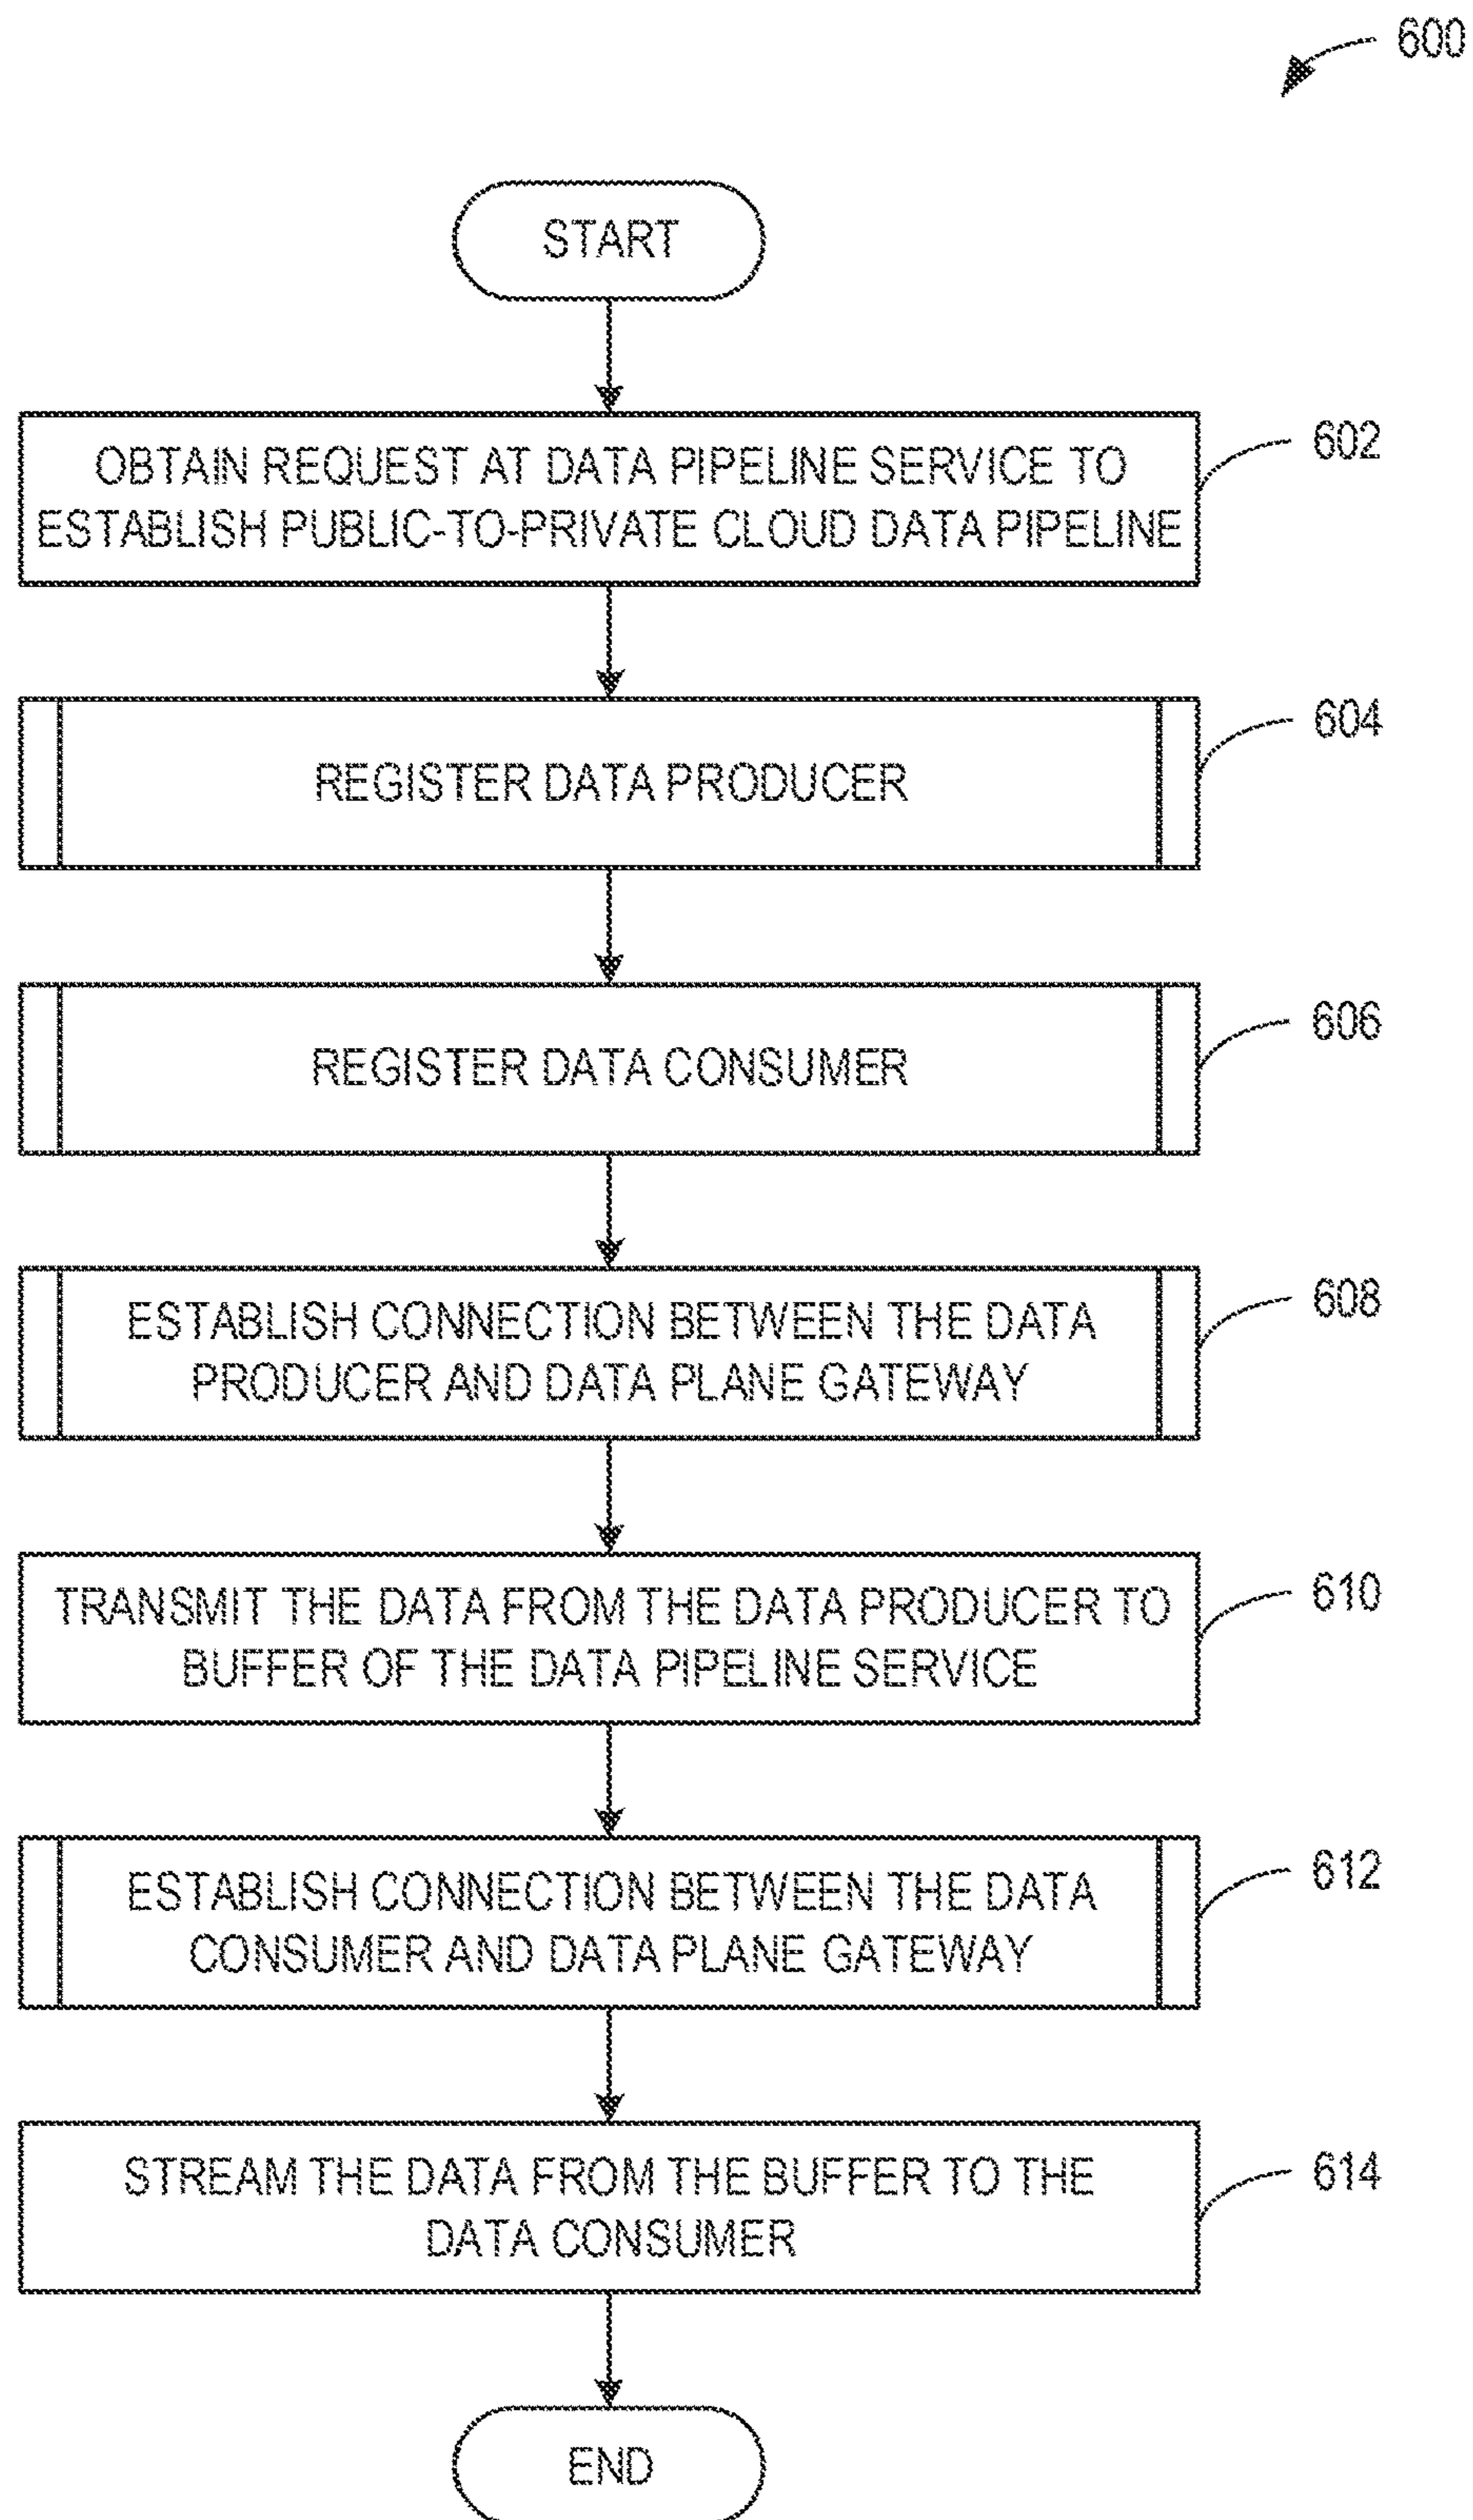 600
START
OBTAIN REQUEST AT DATA PIPELINE SERVICE TO
ESTABLISH PUBLIC-TO-PRIVATE CLOUD DATA PIPELINE
602
REGISTER DATA PRODUCER
604
REGISTER DATA CONSUMER
606
ESTABLISH CONNECTION BETWEEN THE DATA
PRODUCER AND DATA PLANE GATEWAY
608
TRANSMIT THE DATA FROM THE DATA PRODUCER TO
BUFFER OF THE DATA PIPELINE SERVICE
610
ESTABLISH CONNECTION BETWEEN THE DATA
CONSUMER AND DATA PLANE GATEWAY
612
STREAM THE DATA FROM THE BUFFER TO THE
DATA CONSUMER
614
END